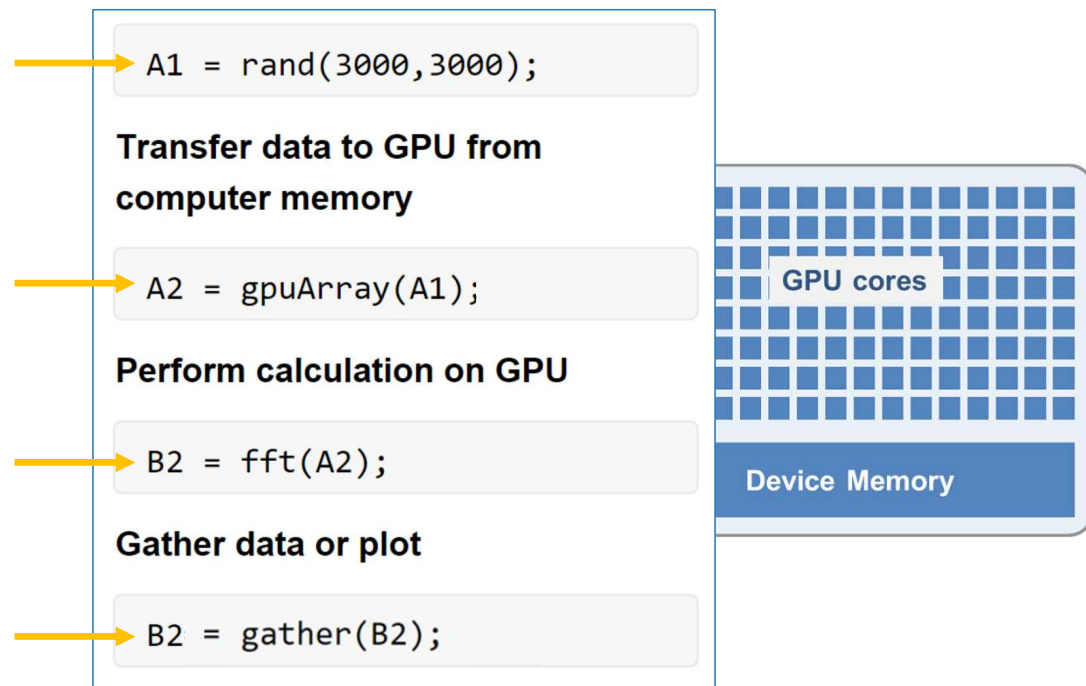 A1 = rand(3000,3000);
Transfer data to GPU from
computer memory
A2 = gpuArray(A1);
Perform calculation on GPU
B2 = fft(A2);
Gather data or plot
B2 = gather(B2);
GPU cores
Device Memory